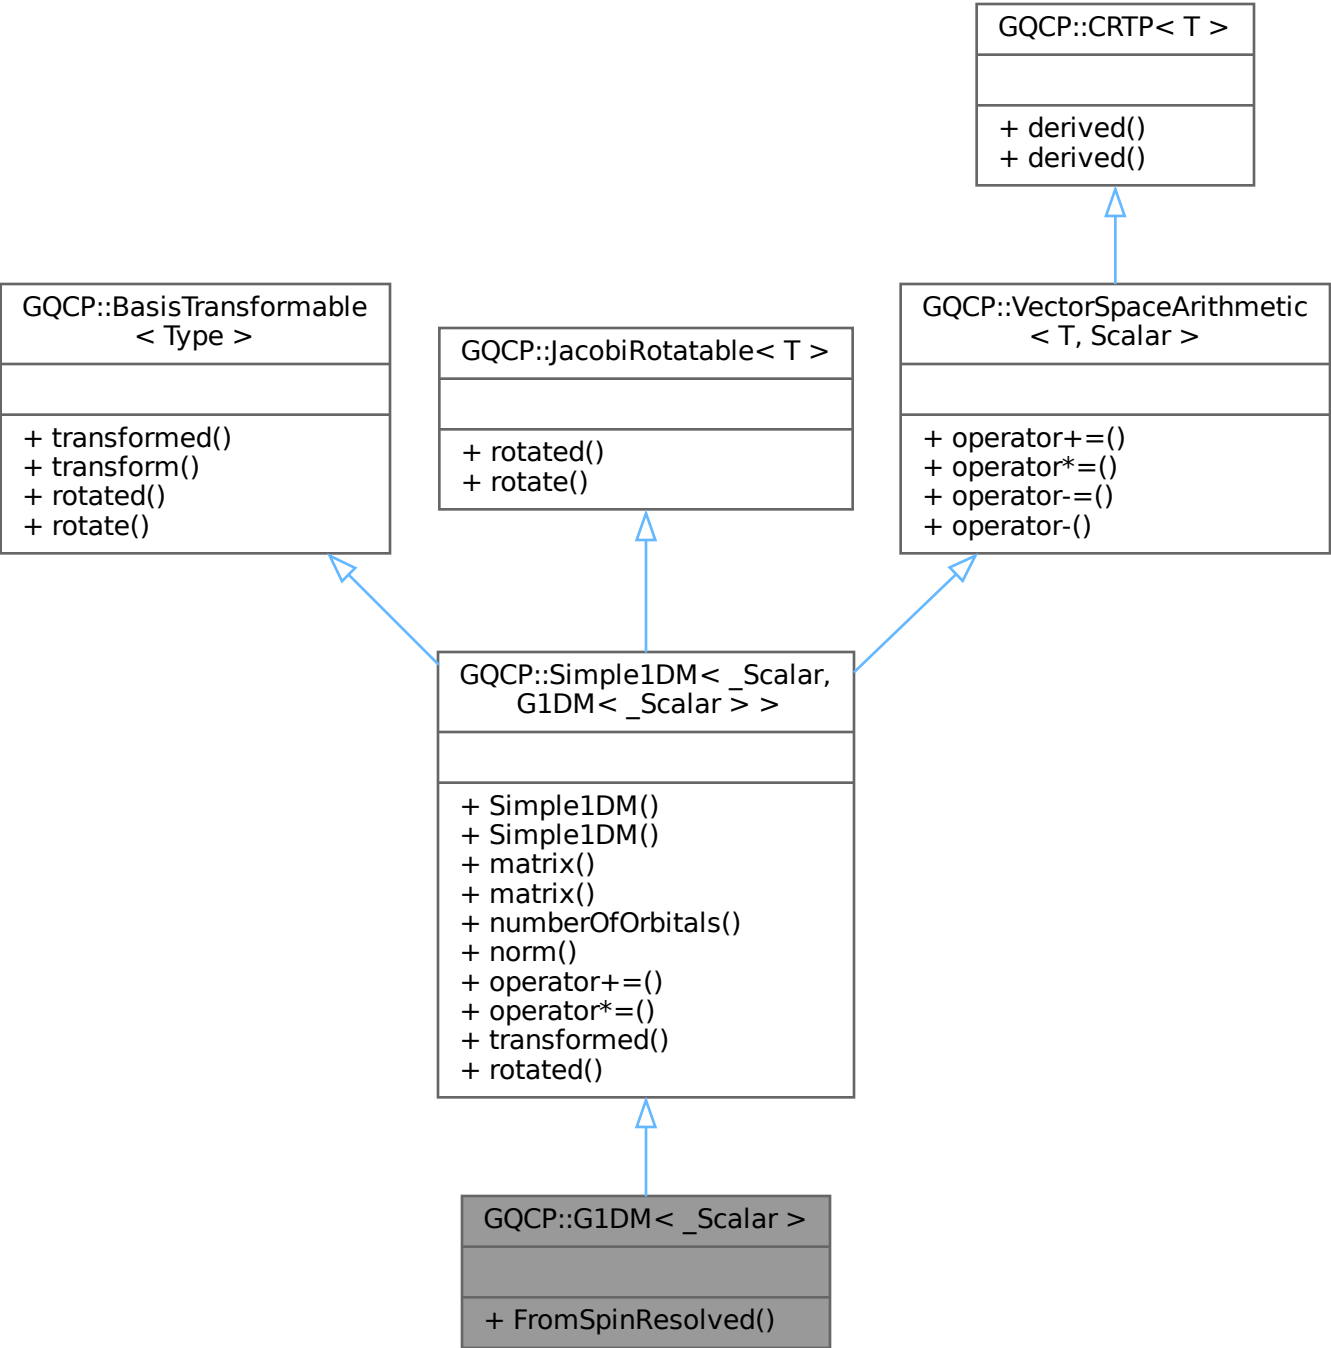 GQCP::CRTP< T >
+ derived()
+ derived()
GQCP::BasisTransformable
< Type >
+ transformed()
+ transform()
+ rotated()
+ rotate()
GQCP::JacobiRotatable< T >
+ rotated()
+ rotate()
GQCP::VectorSpaceArithmetic
< T, Scalar >
+ operator+=()
+ operator*=()
+ operator-=()
+ operator-()
GQCP::Simple1DM< _Scalar,
G1DM< _Scalar > >
+ Simple1DM()
+ Simple1DM()
+ matrix()
+ matrix()
+ numberOfOrbitals()
+ norm()
+ operator+=()
+ operator*=()
+ transformed()
+ rotated()
GQCP::G1DM< _Scalar >
+ FromSpinResolved()